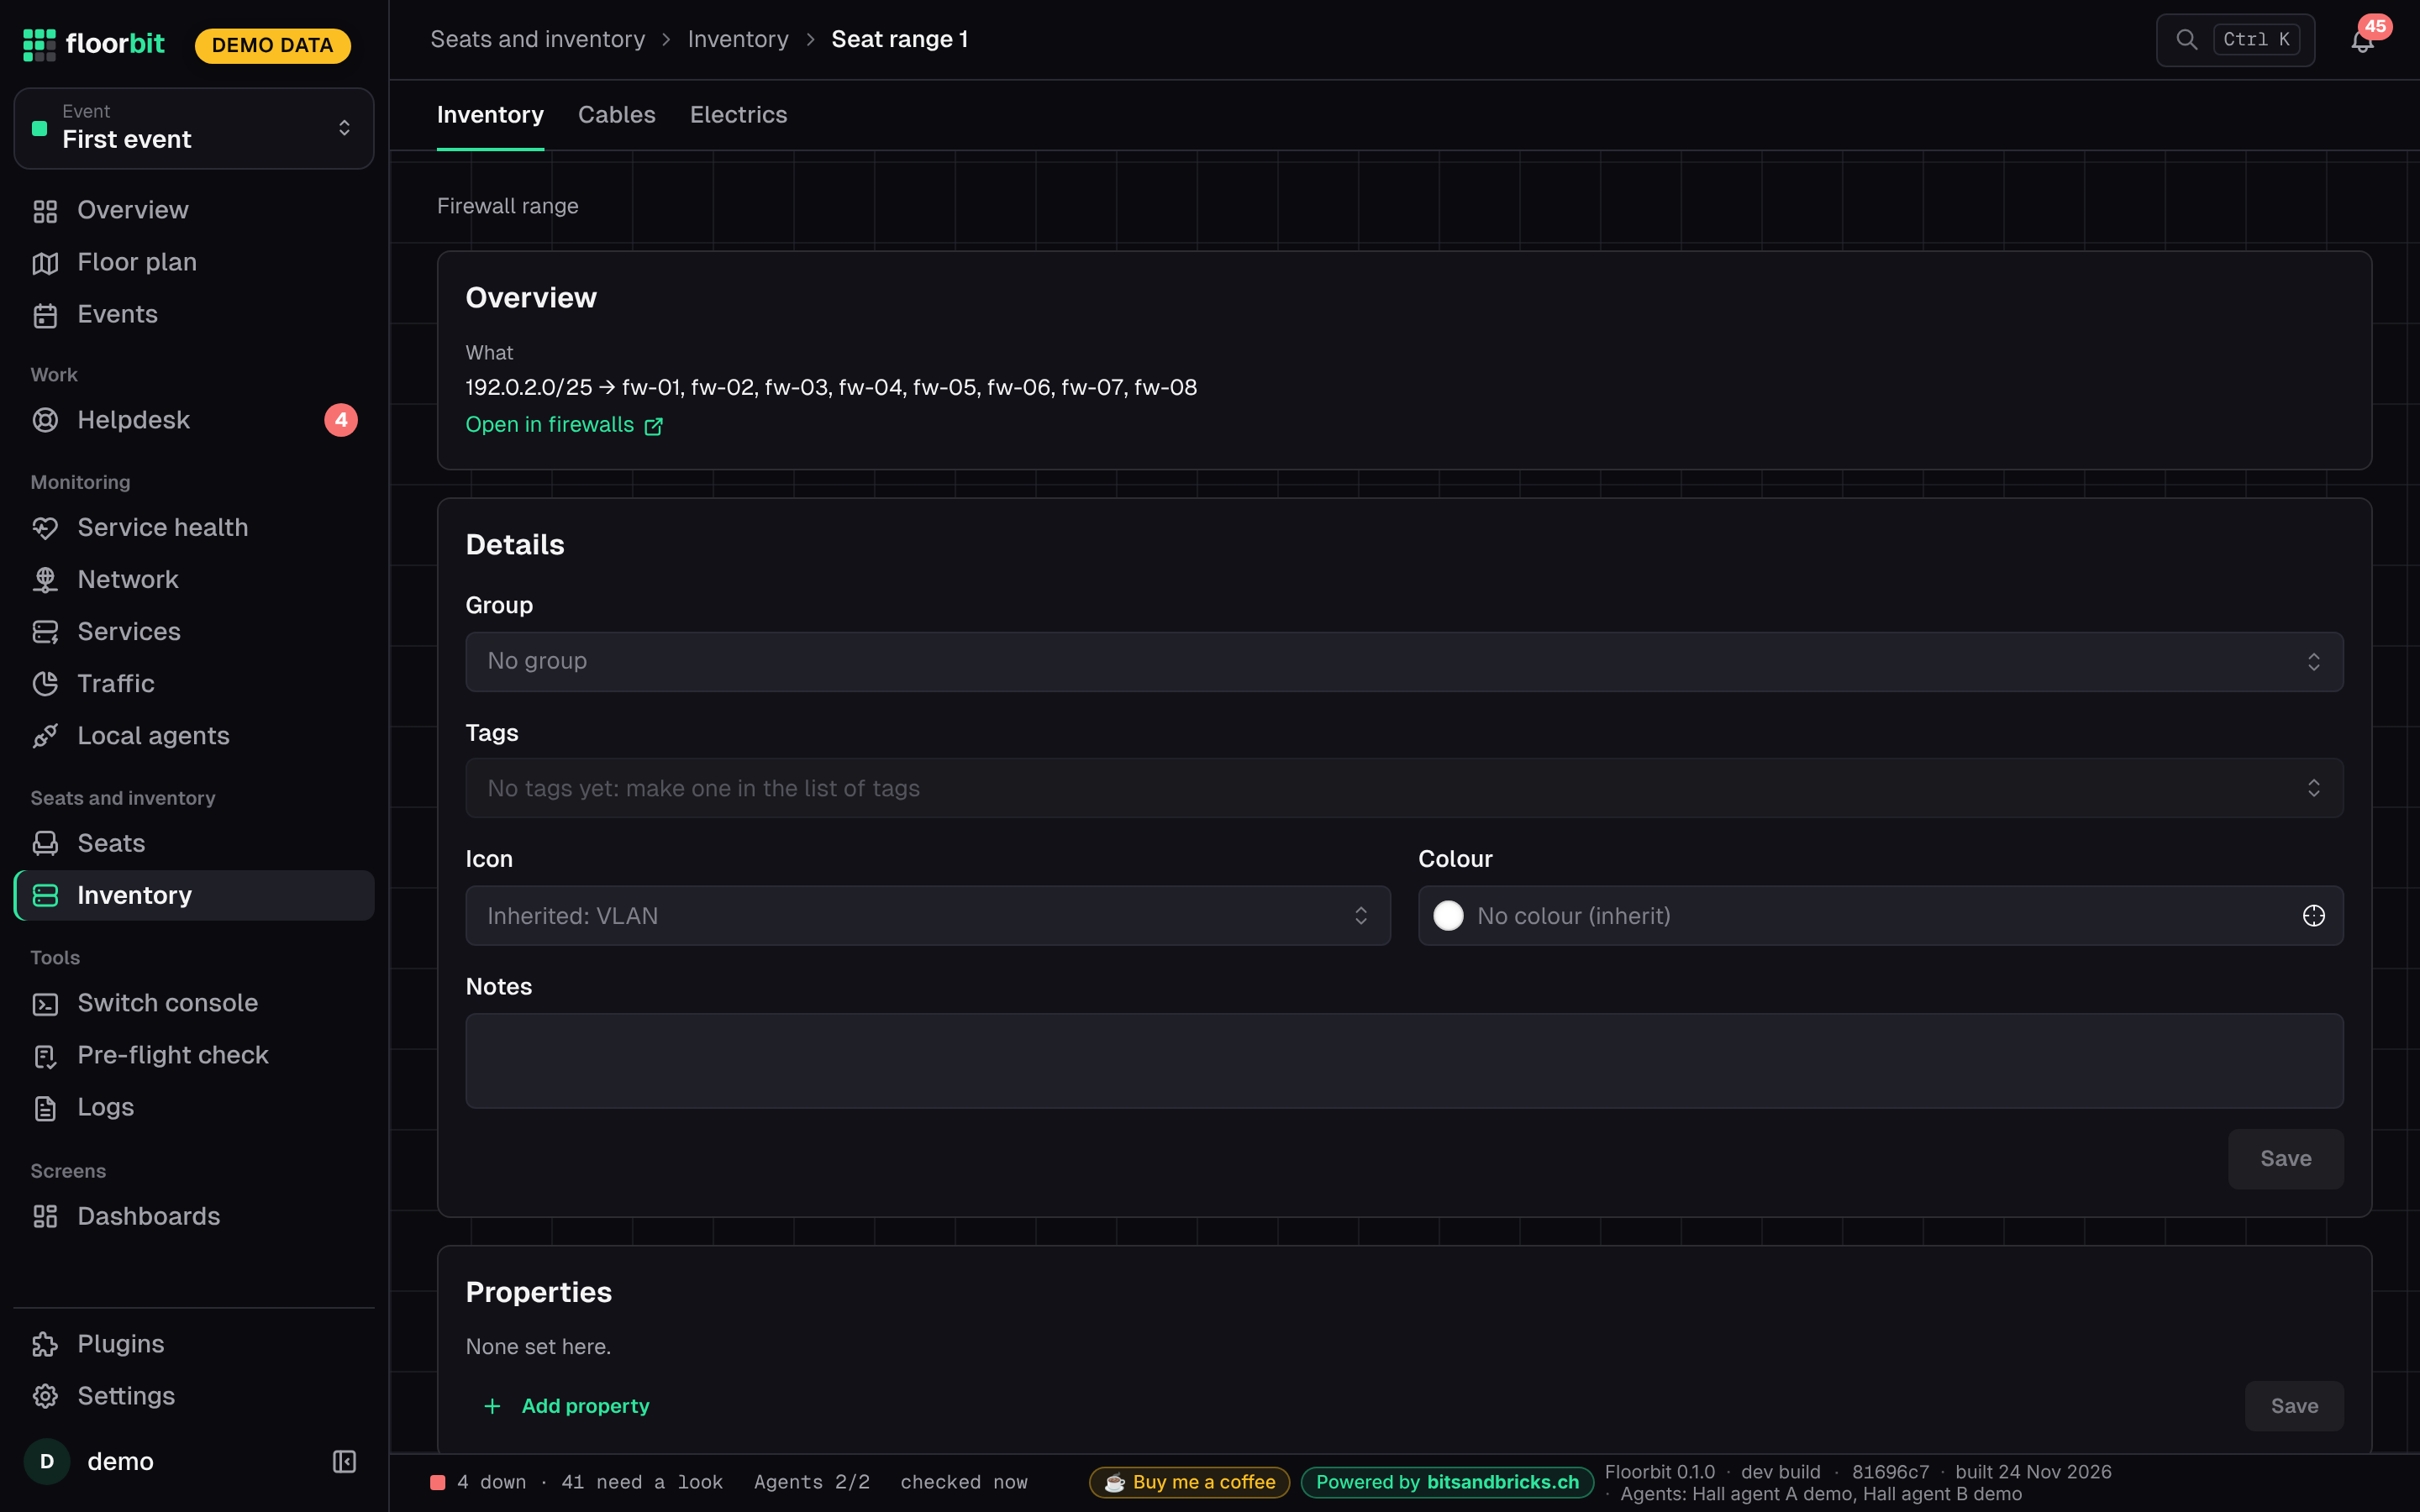 floorbit
DEMO DATA
Event
First event
Overview
Floor plan
Events
Work
Helpdesk
4
Monitoring
Service health
Network
Services
Traffic
Local agents
Seats and inventory
Seats
Inventory
Tools
Switch console
Pre-flight check
Logs
Screens
Dashboards
Plugins
Settings
D
demo
Seats and inventory > Inventory > Seat range 1
Ctrl K
45
Inventory
Cables
Electrics
Firewall range
Overview
What
192.0.2.0/25 → fw-01, fw-02, fw-03, fw-04, fw-05, fw-06, fw-07, fw-08
Open in firewalls
Details
Group
No group
Tags
No tags yet: make one in the list of tags
Icon
Inherited: VLAN
Colour
No colour (inherit)
Notes
Save
Properties
None set here.
+ Add property
Save
4 down · 41 need a look
Agents 2/2
checked now
☕ Buy me a coffee
Powered by bitsandbricks.ch
Floorbit 0.1.0 · dev build · 81696c7 · built 24 Nov 2026
· Agents: Hall agent A demo, Hall agent B demo